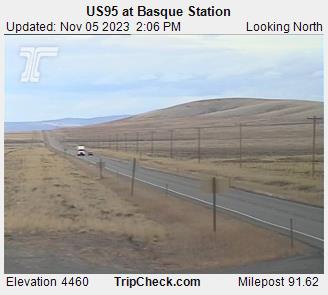 US95 at Basque Station
Updated: Nov 05 2023 2:06 PM Looking North
Elevation 4460 TripCheck.com Milepost 91.62